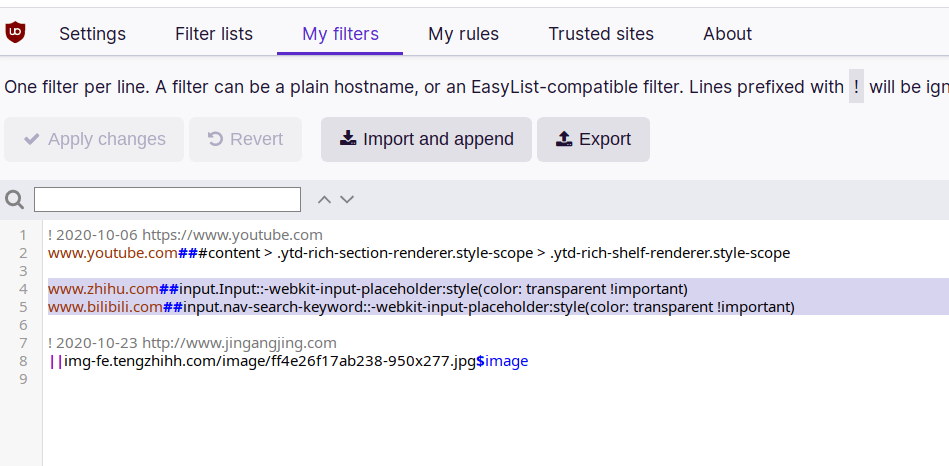 Settings Filter lists My filters My rules Trusted sites About
One filter per line. A filter can be a plain hostname, or an EasyList-compatible filter. Lines prefixed with ! will be ign
Apply changes Revert Import and append Export
1 ! 2020-10-06 https://www.youtube.com
2 www.youtube.com###content > .ytd-rich-section-renderer.style-scope > .ytd-rich-shelf-renderer.style-scope
3
4 www.zhihu.com##input.Input::-webkit-input-placeholder:style(color: transparent !important)
5 www.bilibili.com##input.nav-search-keyword::-webkit-input-placeholder:style(color: transparent !important)
6
7 ! 2020-10-23 http://www.jingangjing.com
8 ||img-fe.tengzhihh.com/image/ff4e26f17ab238-950x277.jpg$image
9